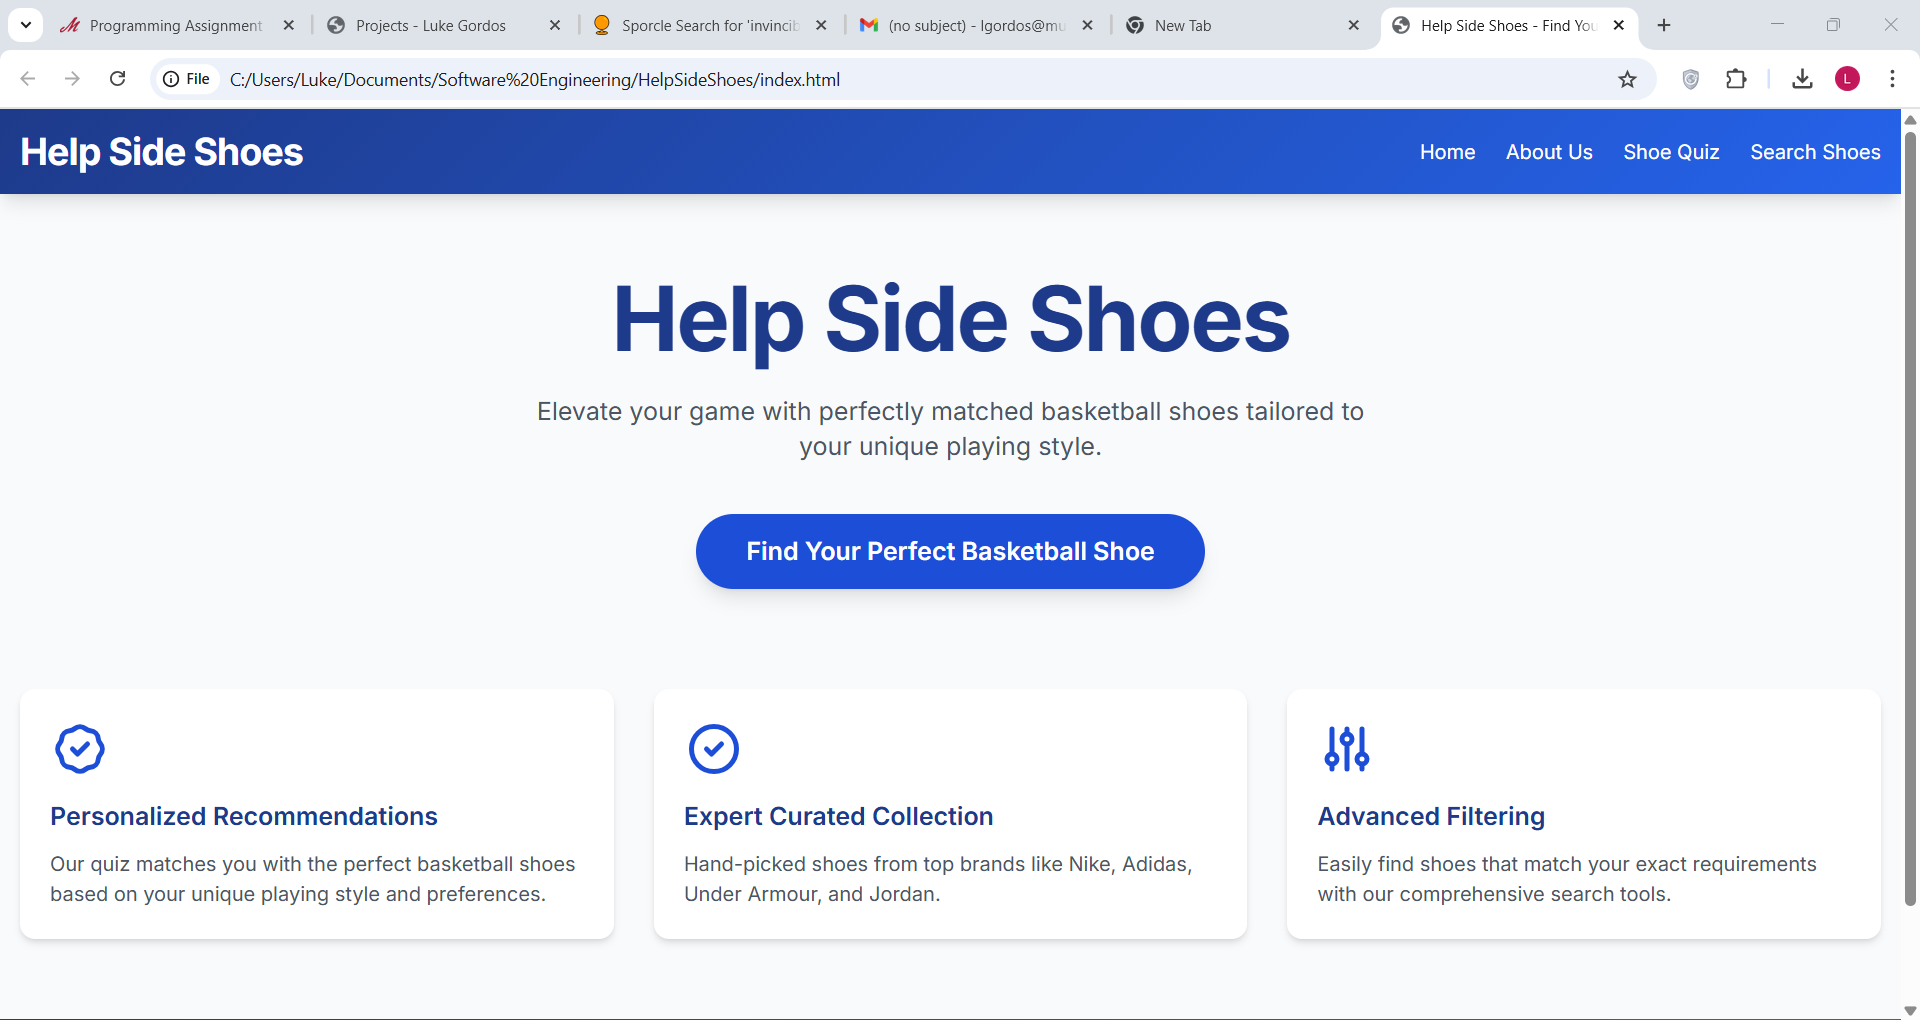 Programming Assignment
Projects - Luke Gordos
Sporcle Search for 'invincib
(no subject) - lgordos@mu
New Tab
Help Side Shoes - Find You
File
C:/Users/Luke/Documents/Software%20Engineering/HelpSideShoes/index.html
L
Help Side Shoes
Home
About Us
Shoe Quiz
Search Shoes
Help Side Shoes
Elevate your game with perfectly matched basketball shoes tailored to
your unique playing style.
Find Your Perfect Basketball Shoe
Personalized Recommendations
Our quiz matches you with the perfect basketball shoes
based on your unique playing style and preferences.
Expert Curated Collection
Hand-picked shoes from top brands like Nike, Adidas,
Under Armour, and Jordan.
Advanced Filtering
Easily find shoes that match your exact requirements
with our comprehensive search tools.